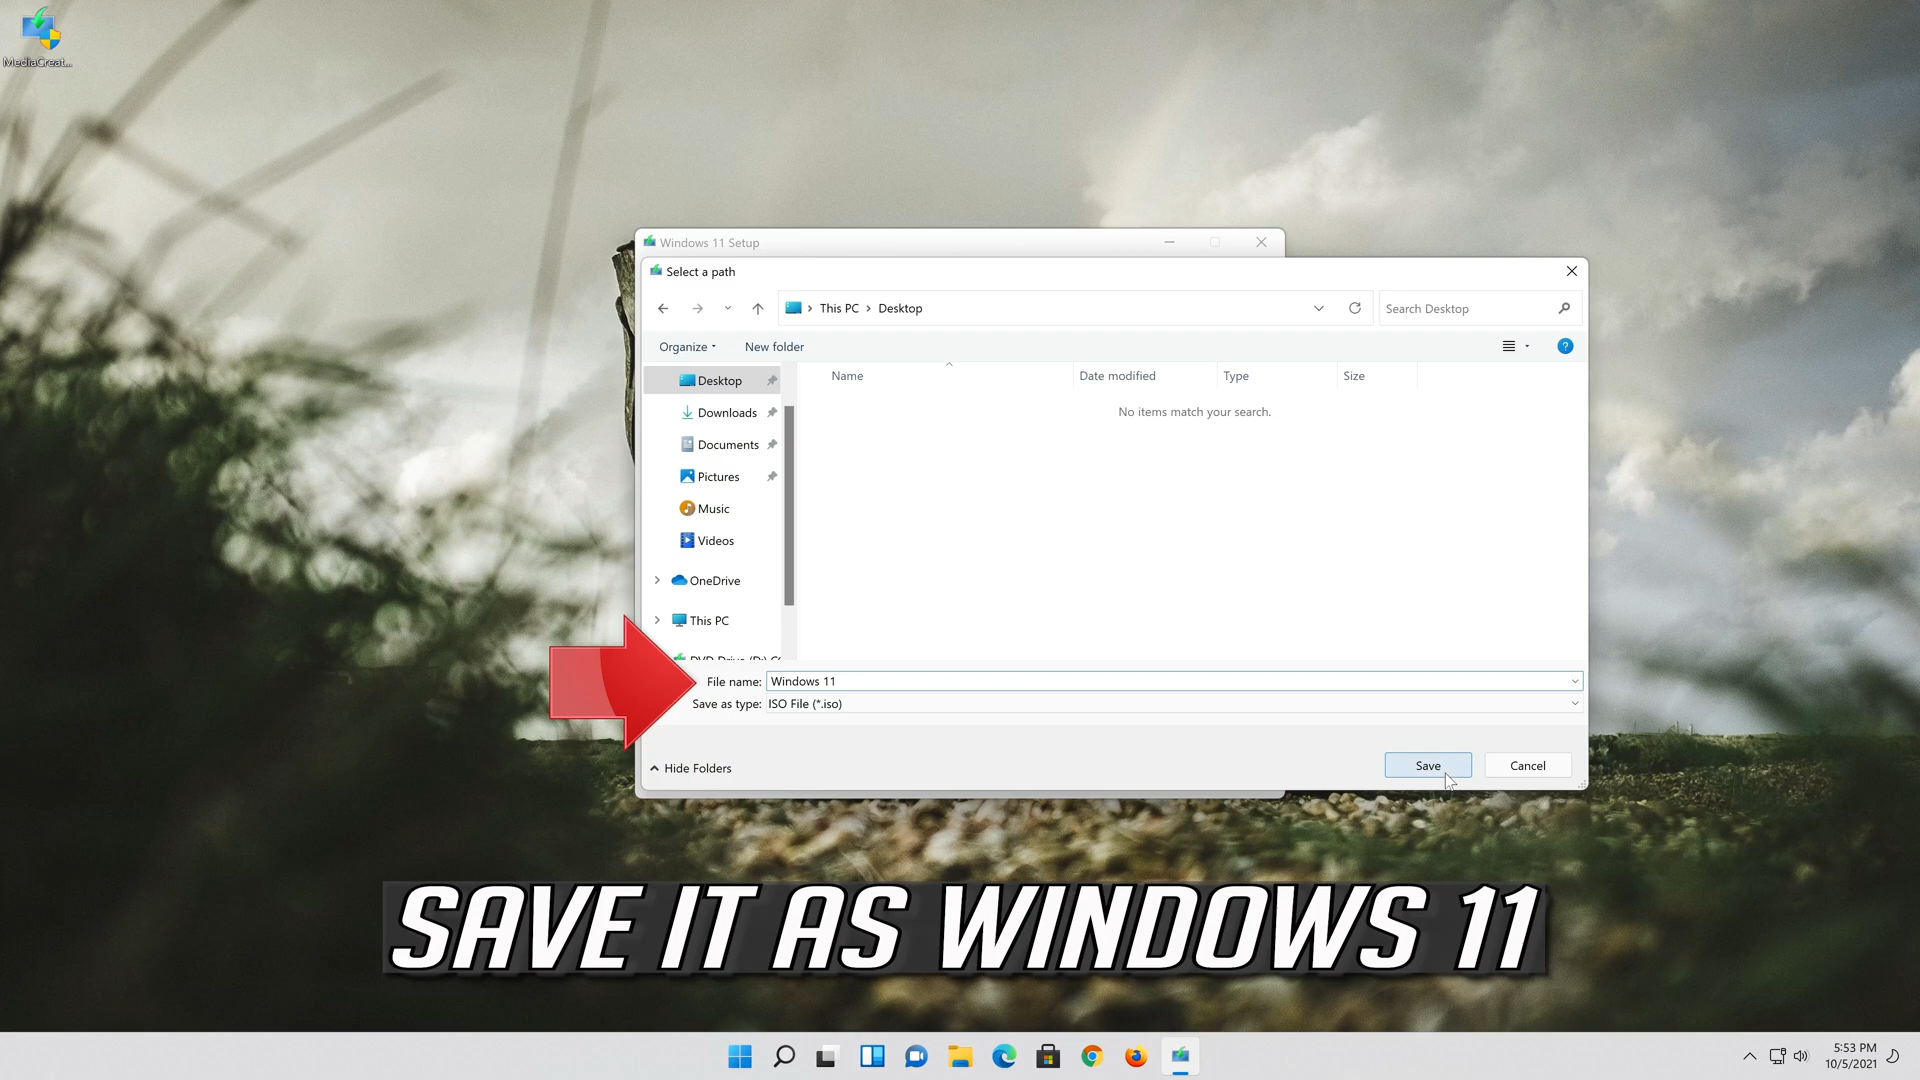 MediaCreat...
Windows 11 Setup
Select a path
This PC
Desktop
Search Desktop
Organize
New folder
Name
Date modified
Type
Size
No items match your search.
Desktop
Downloads
Documents
Pictures
Music
Videos
OneDrive
This PC
File name: Windows 11
Save as type: ISO File (*.iso)
Hide Folders
Save
Cancel
SAVE IT AS WINDOWS 11
5:53 PM
10/5/2021